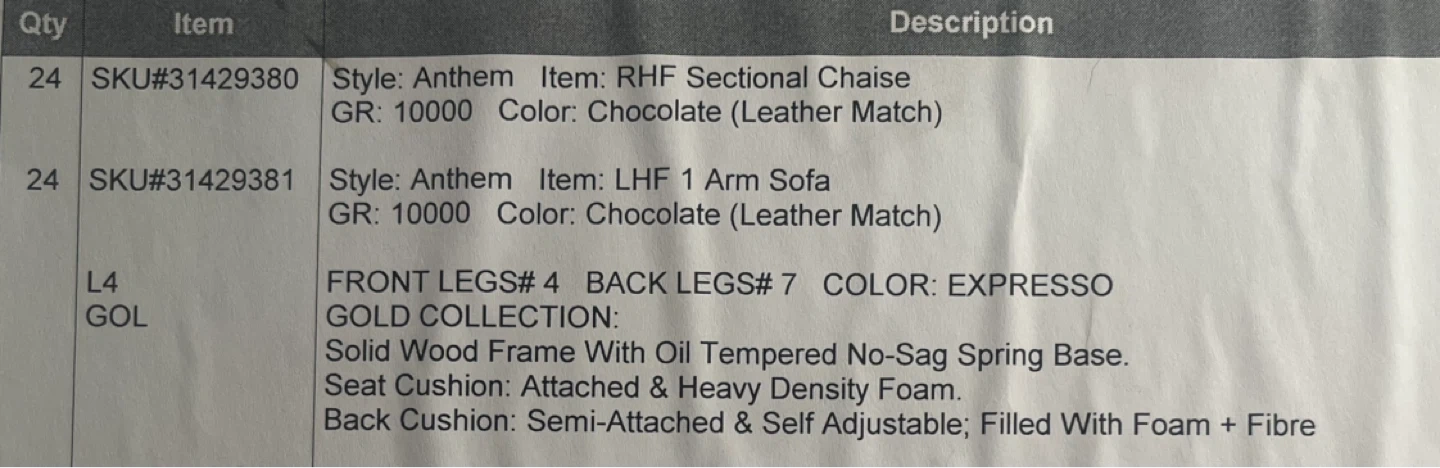 Qty Item Description
24 SKU#31429380 Style: Anthem Item: RHF Sectional Chaise
GR: 10000 Color: Chocolate (Leather Match)
24 SKU#31429381 Style: Anthem Item: LHF 1 Arm Sofa
GR: 10000 Color: Chocolate (Leather Match)
L4 FRONT LEGS# 4 BACK LEGS# 7 COLOR: EXPRESSO
GOL GOLD COLLECTION:
Solid Wood Frame With Oil Tempered No-Sag Spring Base.
Seat Cushion: Attached & Heavy Density Foam.
Back Cushion: Semi-Attached & Self Adjustable; Filled With Foam + Fibre